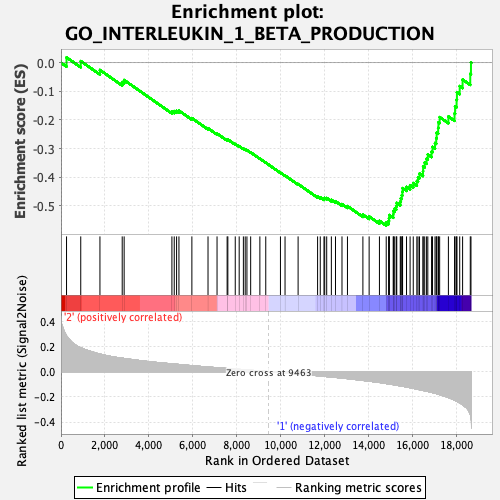 Enrichment plot:
GO_INTERLEUKIN_1_BETA_PRODUCTION
Enrichment score (ES)
0.0
-0.1
-0.2
-0.3
-0.4
-0.5
Ranked list metric (Signal2Noise)
0.4
0.2
0.0
-0.2
-0.4
'2' (positively correlated)
Zero cross at 9463
'1' (negatively correlated)
0
2,000
4,000
6,000
8,000
10,000
12,000
14,000
16,000
18,000
Rank in Ordered Dataset
Enrichment profile
Hits
Ranking metric scores